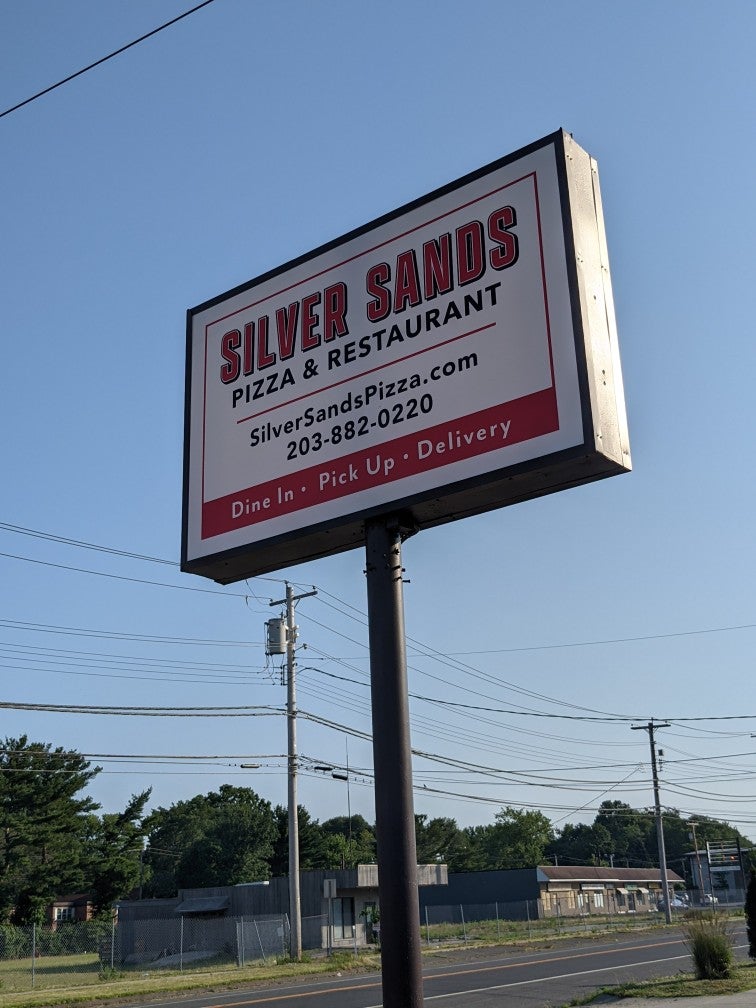 SILVER SANDS
PIZZA & RESTAURANT
SilverSandsPizza.com
203-882-0220
Dine In • Pick Up • Delivery